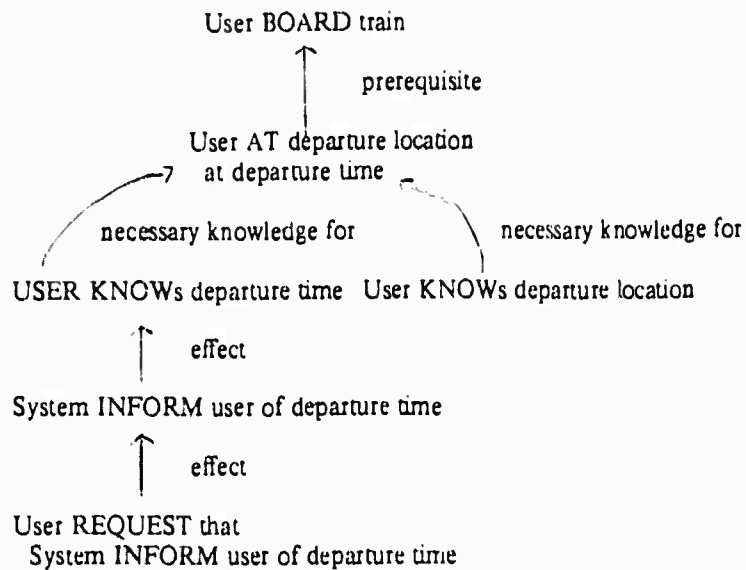 User BOARD train
prerequisite
User AT departure location
at departure time
necessary knowledge for
necessary knowledge for
USER KNOWs departure time
User KNOWs departure location
effect
System INFORM user of departure time
effect
User REQUEST that
System INFORM user of departure time